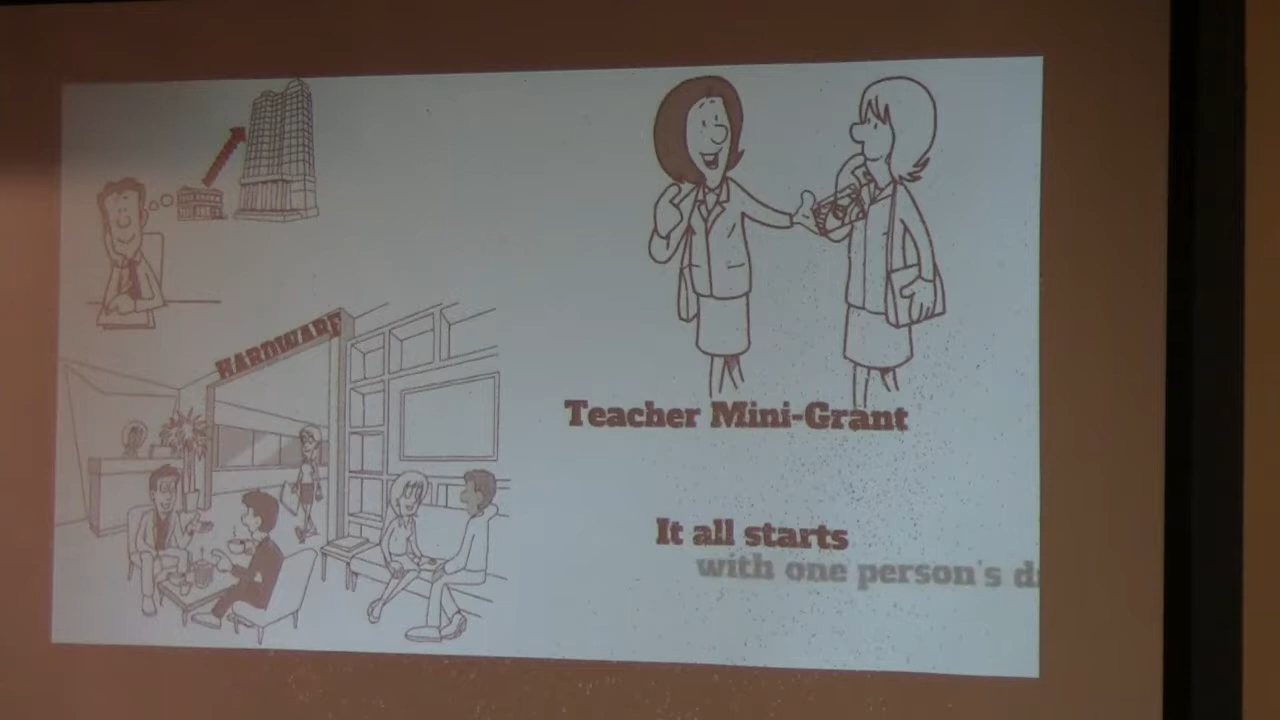 HARDWARE
Teacher Mini-Grant
It all starts
with one person's